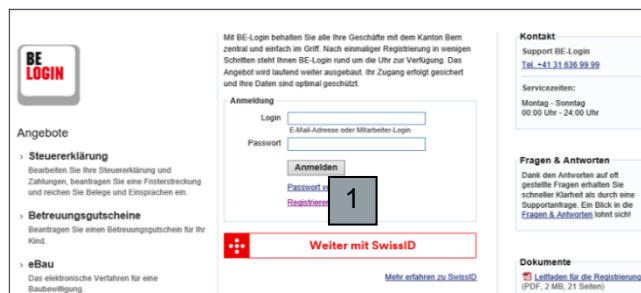 BE
LOGIN
Angebote
› Steuererklärung
Bearbeiten Sie Ihre Steuererklärung und
Zahlungen, beantragen Sie eine Fristerstreckung
und reichen Sie Belege und Einsprachen ein.
› Betreuungsgutscheine
Beantragen Sie einen Betreuungsgutschein für Ihr
Kind.
› eBau
Das elektronische Verfahren für eine
Baubewilligung.
Mit BE-Login behalten Sie alle Ihre Geschäfte mit dem Kanton Bern
zentral und einfach im Griff. Nach einmaliger Registrierung in wenigen
Schritten steht Ihnen BE-Login rund um die Uhr zur Verfügung. Das
Angebot wird laufend weiter ausgebaut. Ihr Zugang erfolgt gesichert
und Ihre Daten sind optimal geschützt.
Anmeldung
Login
E-Mail-Adresse oder Mitarbeiter-Login
Passwort
Anmelden
Passwort
Registrieren
1
Weiter mit SwissID
Mehr erfahren zu SwissID
Kontakt
Support BE-Login
Tel. +41 31 636 99 99
Servicezeiten:
Montag - Sonntag
00:00 Uhr - 24:00 Uhr
Fragen & Antworten
Dank den Antworten auf oft
gestellte Fragen erhalten Sie
schneller Klarheit als durch eine
Supportanfrage. Ein Blick in die
Fragen & Antworten lohnt sich!
Dokumente
Leitfaden für die Registrierung
(PDF, 2 MB, 21 Seiten)